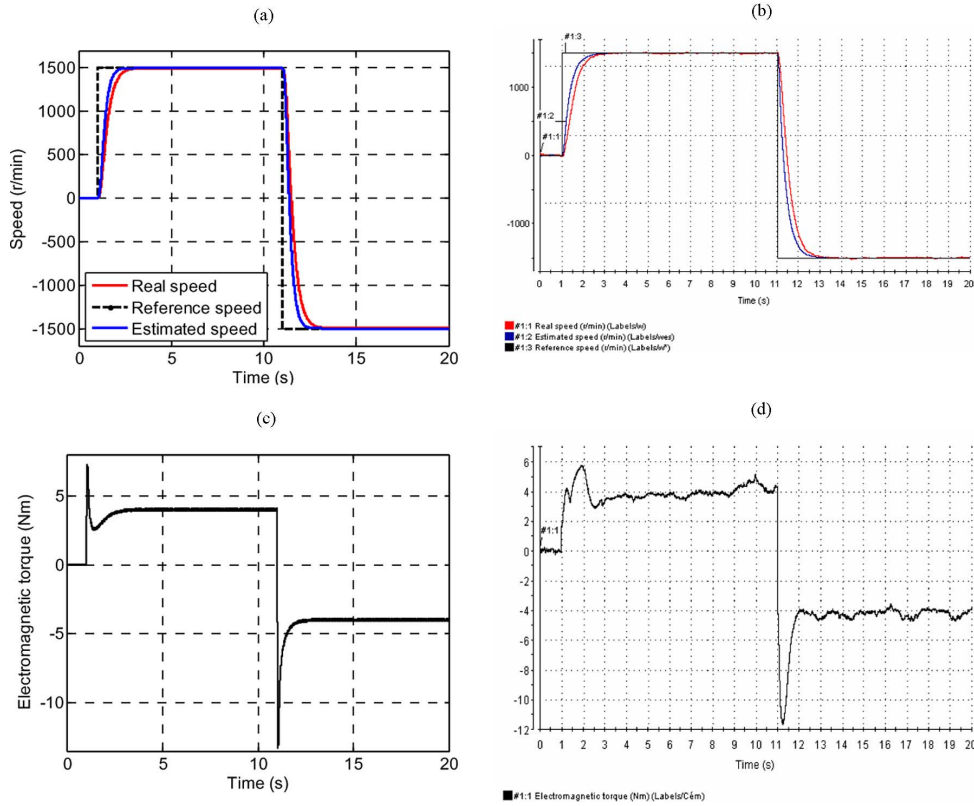 (a)
1500
1000
500
0
-500
-1000
-1500
Speed (r/min)
Real speed
Reference speed
Estimated speed
0 5 10 15 20
Time (s)
(b)
#1:3
1000
#1:2
#1:1
0
-1000
0 1 2 3 4 5 6 7 8 9 10 11 12 13 14 15 16 17 18 19 20
Time (s)
#1:1 Real speed (r/min) (Labels/w)
#1:2 Estimated speed (r/min) (Labels/wes)
#1:3 Reference speed (r/min) (Labels/w*)
(c)
5
0
-5
-10
Electromagnetic torque (Nm)
0 5 10 15 20
Time (s)
(d)
6
4
2
#1:1
0
-2
-4
-6
-8
-10
-12
0 1 2 3 4 5 6 7 8 9 10 11 12 13 14 15 16 17 18 19 20
Time (s)
#1:1 Electromagnetic torque (Nm) (Labels/Cém)